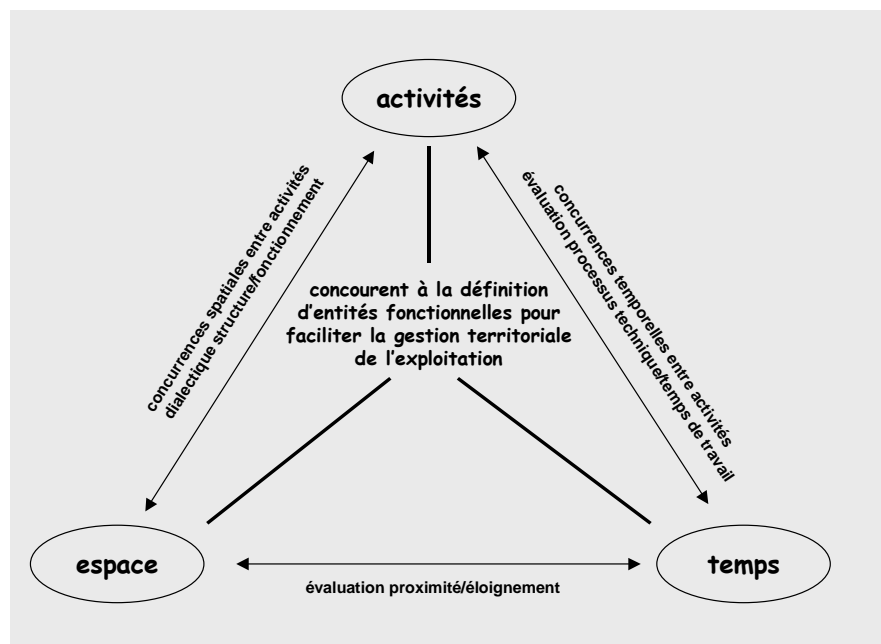 activités
concurrences spatiales entre activités
dialectique structure/fonctionnement
concurrences temporelles entre activités
évaluation processus technique/temps de travail
concourent à la définition
d'entités fonctionnelles pour
faciliter la gestion territoriale
de l'exploitation
espace
temps
évaluation proximité/éloignement